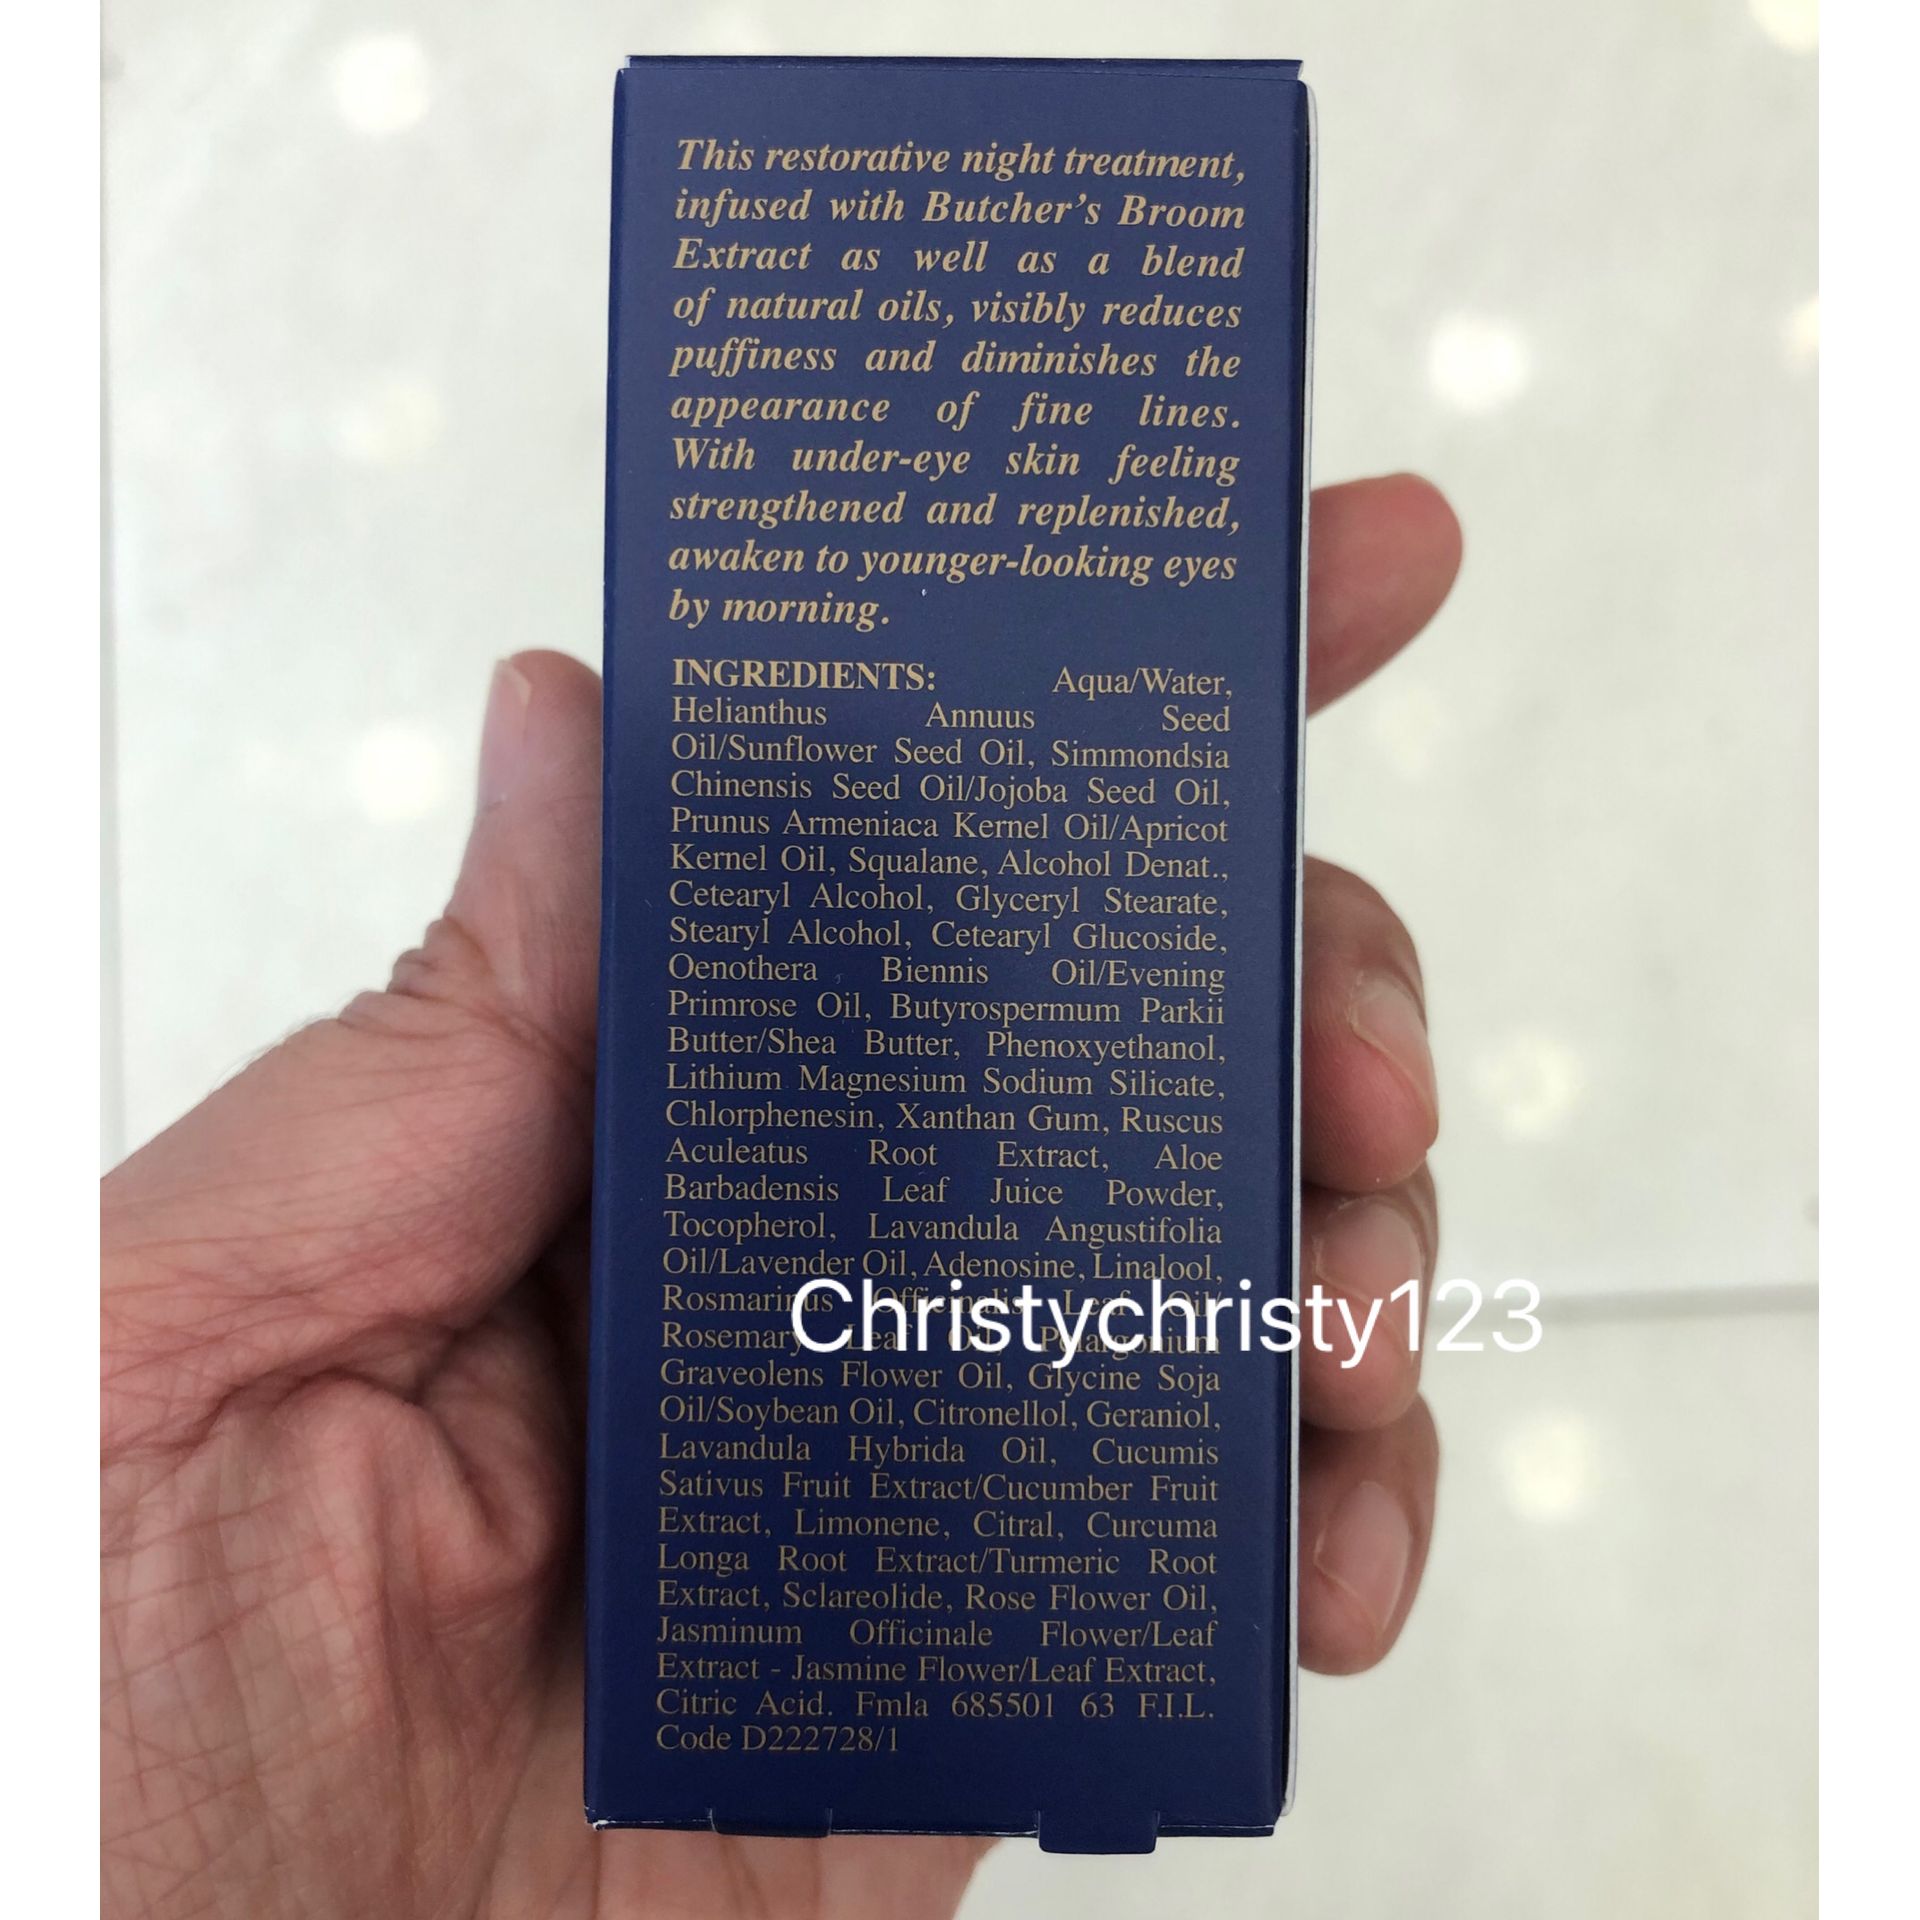 This restorative night treatment,
infused with Butcher's Broom
Extract as well as a blend
of natural oils, visibly reduces
puffiness and diminishes the
appearance of fine lines.
With under-eye skin feeling
strengthened and replenished,
awaken to younger-looking eyes
by morning.
INGREDIENTS: Aqua/Water,
Helianthus Annuus Seed
Oil/Sunflower Seed Oil, Simmondsia
Chinensis Seed Oil/Jojoba Seed Oil,
Prunus Armeniaca Kernel Oil/Apricot
Kernel Oil, Squalane, Alcohol Denat.,
Cetearyl Alcohol, Glyceryl Stearate,
Stearyl Alcohol, Cetearyl Glucoside,
Oenothera Biennis Oil/Evening
Primrose Oil, Butyrospermum Parkii
Butter/Shea Butter, Phenoxyethanol,
Lithium Magnesium Sodium Silicate,
Chlorphenesin, Xanthan Gum, Ruscus
Aculeatus Root Extract, Aloe
Barbadensis Leaf Juice Powder,
Tocopherol, Lavandula Angustifolia
Oil/Lavender Oil, Adenosine, Linalool,
Rosmarinus Officinalis Leaf Oil/
Christychristy123
Rosemary Leaf Oil, Pelargonium
Graveolens Flower Oil, Glycine Soja
Oil/Soybean Oil, Citronellol, Geraniol,
Lavandula Hybrida Oil, Cucumis
Sativus Fruit Extract/Cucumber Fruit
Extract, Limonene, Citral, Curcuma
Longa Root Extract/Turmeric Root
Extract, Sclareolide, Rose Flower Oil,
Jasminum Officinale Flower/Leaf
Extract - Jasmine Flower/Leaf Extract,
Citric Acid. Fmla 685501 63 F.I.L.
Code D222728/1